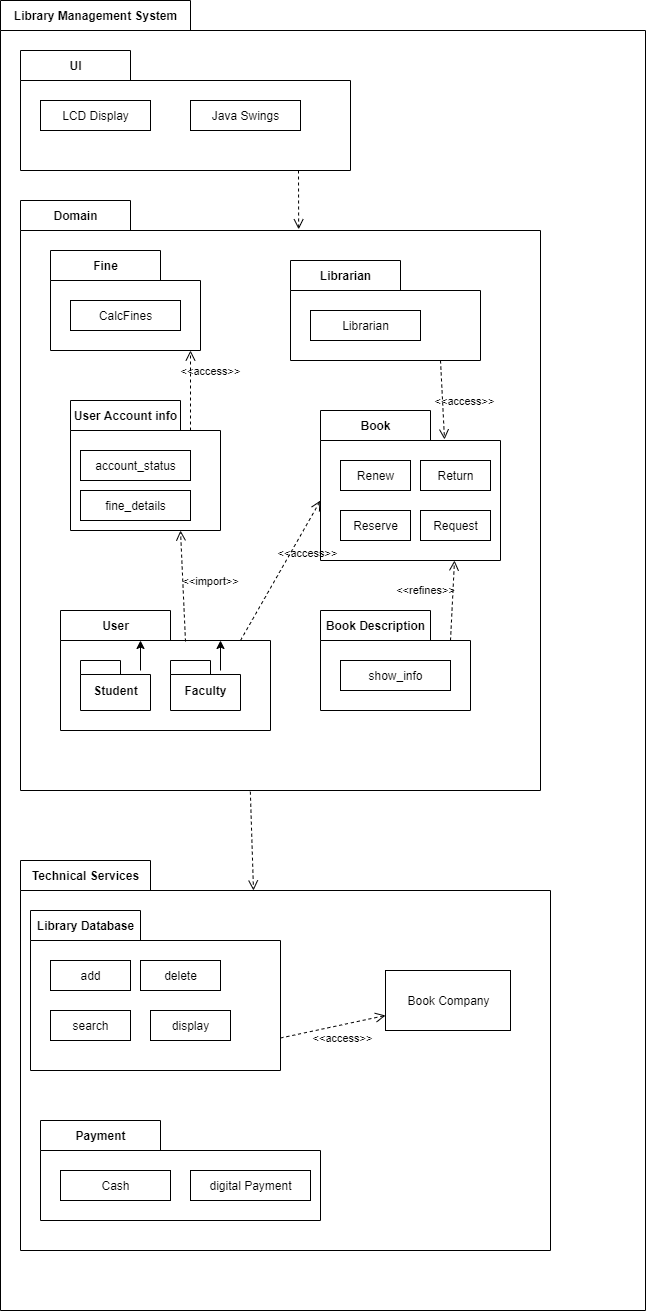 Library Management System
UI
LCD Display
Java Swings
Domain
Fine
CalcFines
Librarian
Librarian
<<access>>
<<access>>
User Account info
account_status
fine_details
Book
Renew
Return
Reserve
Request
<<access>>
<<import>>
<<refines>>
User
Student
Faculty
Book Description
show_info
Technical Services
Library Database
add
delete
search
display
Book Company
<<access>>
Payment
Cash
digital Payment